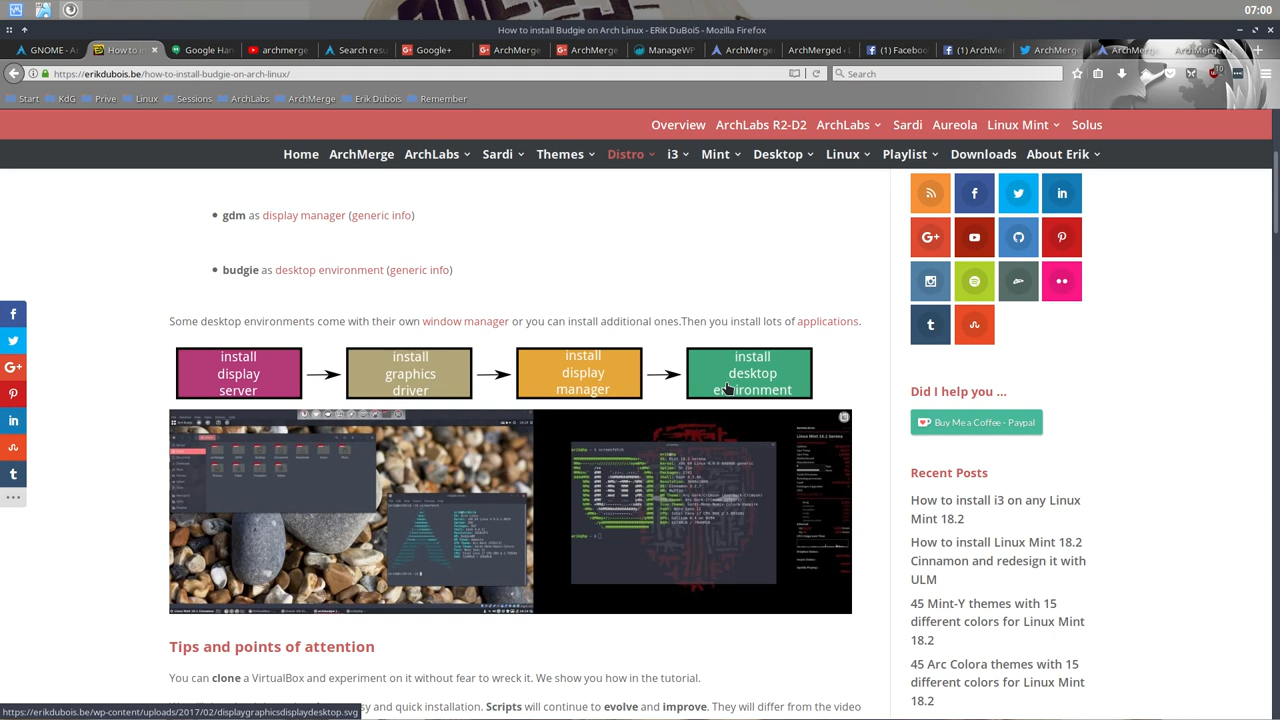 07:00
How to install Budgie on Arch Linux - ERiK DuBoiS - Mozilla Firefox
GNOME - A
How to in
Google Han
archmerge
Search resu
Google+
ArchMerge
ArchMerge
ManageWP
ArchMerge
ArchMerged - L
(1) Faceboo
(1) ArchMer
ArchMerg
ArchMerg
ArchMerge
https://erikdubois.be/how-to-install-budgie-on-arch-linux/
Search
10
Start KdG Prive Linux Sessions ArchLabs ArchMerge Erik Dubois Remember
Overview ArchLabs R2-D2 ArchLabs Sardi Aureola Linux Mint Solus
Home ArchMerge ArchLabs Sardi Themes Distro i3 Mint Desktop Linux Playlist Downloads About Erik
• gdm as display manager (generic info)
• budgie as desktop environment (generic info)
Some desktop environments come with their own window manager or you can install additional ones.Then you install lots of applications.
install
display
server
install
graphics
driver
install
display
manager
install
desktop
environment
Tips and points of attention
You can clone a VirtualBox and experiment on it without fear to wreck it. We show you how in the tutorial.
sy and quick installation. Scripts will continue to evolve and improve. They will differ from the video
Did I help you ...
Buy Me a Coffee - Paypal
Recent Posts
How to install i3 on any Linux
Mint 18.2
How to install Linux Mint 18.2
Cinnamon and redesign it with
ULM
45 Mint-Y themes with 15
different colors for Linux Mint
18.2
45 Arc Colora themes with 15
different colors for Linux Mint
18.2
https://erikdubois.be/wp-content/uploads/2017/02/displaygraphicsdisplaydesktop.svg